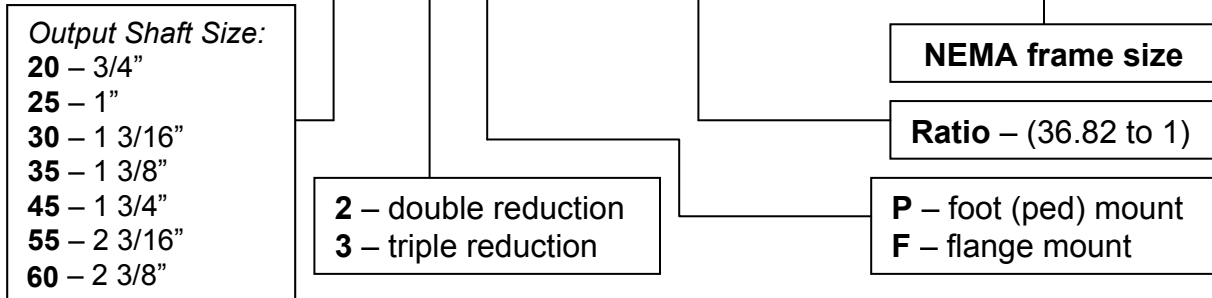 Output Shaft Size:
20 – 3/4”
25 – 1”
30 – 1 3/16”
35 – 1 3/8”
45 – 1 3/4”
55 – 2 3/16”
60 – 2 3/8”
2 – double reduction
3 – triple reduction
NEMA frame size
Ratio – (36.82 to 1)
P – foot (ped) mount
F – flange mount